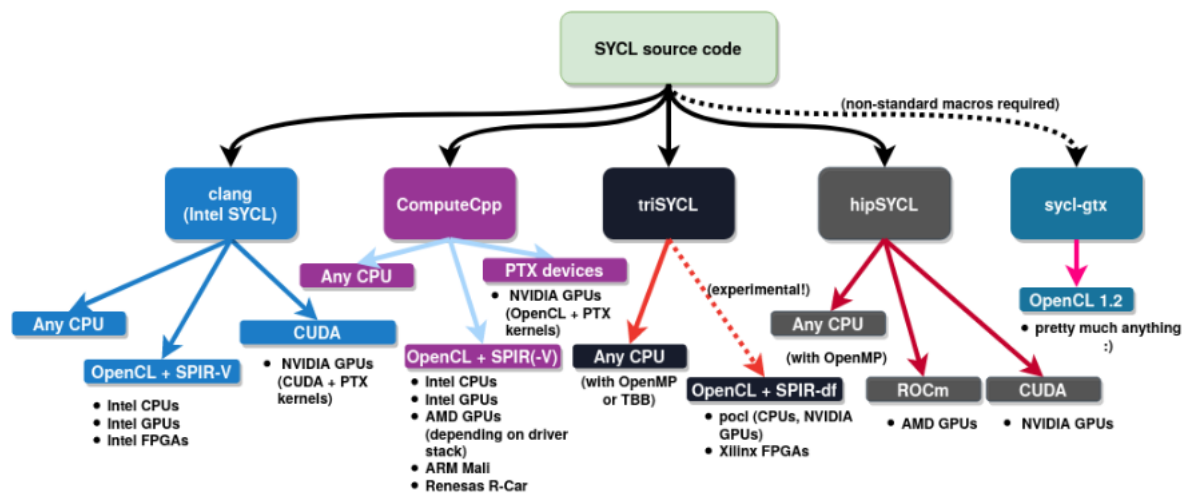 SYCL source code
(non-standard macros required)
clang
(Intel SYCL)
ComputeCpp
triSYCL
hipSYCL
sycl-gtx
Any CPU
OpenCL + SPIR-V
• Intel CPUs
• Intel GPUs
• Intel FPGAs
CUDA
• NVIDIA GPUs
(CUDA + PTX
kernels)
Any CPU
OpenCL + SPIR(-V)
• Intel CPUs
• Intel GPUs
• AMD GPUs
(depending on driver
stack)
• ARM Mali
• Renesas R-Car
PTX devices
• NVIDIA GPUs
(OpenCL + PTX
kernels)
Any CPU
(with OpenMP
or TBB)
(experimental!)
OpenCL + SPIR-df
• pocl (CPUs, NVIDIA
GPUs)
• Xilinx FPGAs
Any CPU
(with OpenMP)
ROCm
• AMD GPUs
CUDA
• NVIDIA GPUs
OpenCL 1.2
• pretty much anything
:)